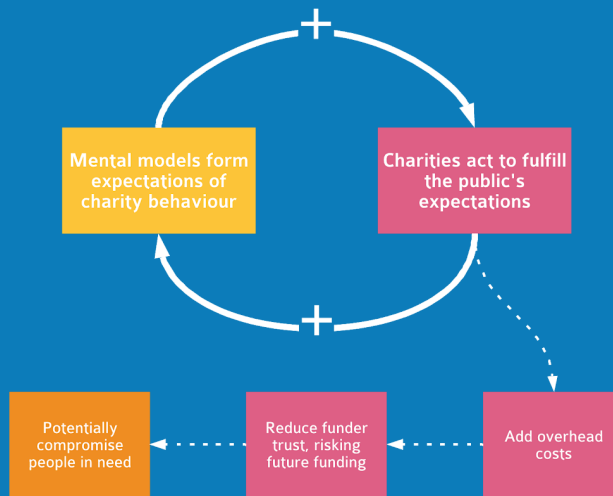 +
Mental models form
expectations of
charity behaviour
Charities act to fulfill
the public's
expectations
+
Potentially
compromise
people in need
Reduce funder
trust, risking
future funding
Add overhead
costs